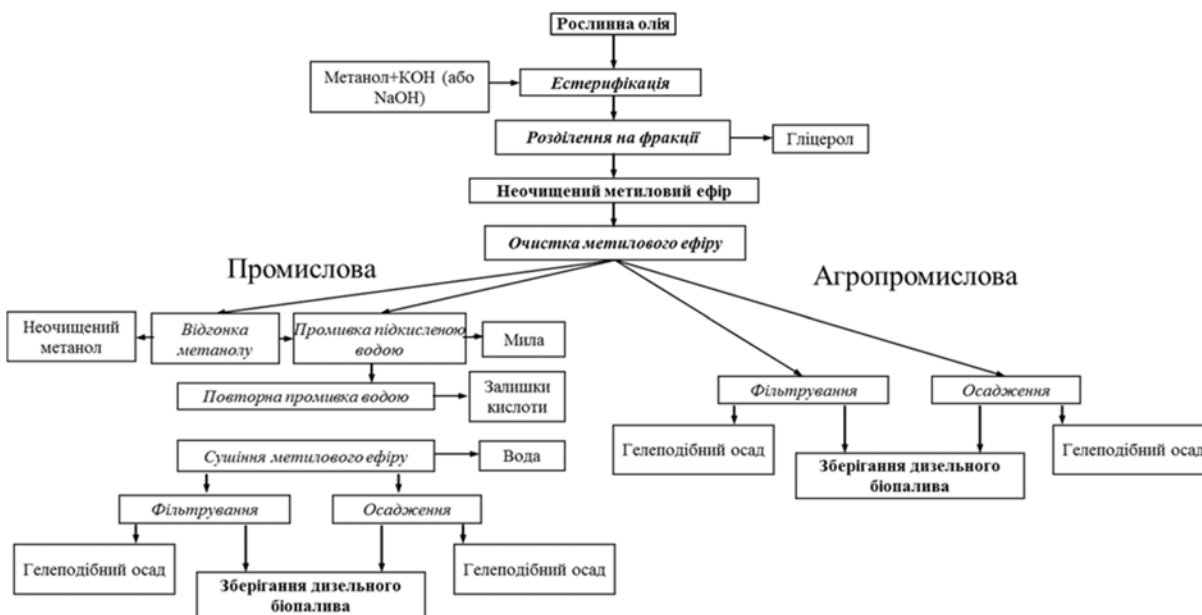 Рослинна олія
Метанол+КОН (або
NaOH)
Естерифікація
Розділення на фракції
Гліцерол
Неочищений метиловий ефір
Очистка метилового ефіру
Промислова
Агропромислова
Неочищений
метанол
Відгонка
метанолу
Промивка підкисленою
водою
Мила
Повторна промивка водою
Залишки
кислоти
Фільтрування
Осадження
Гелеподібний осад
Гелеподібний осад
Зберігання дизельного
біопалива
Сушіння метилового ефіру
Вода
Фільтрування
Осадження
Гелеподібний осад
Гелеподібний осад
Зберігання дизельного
біопалива